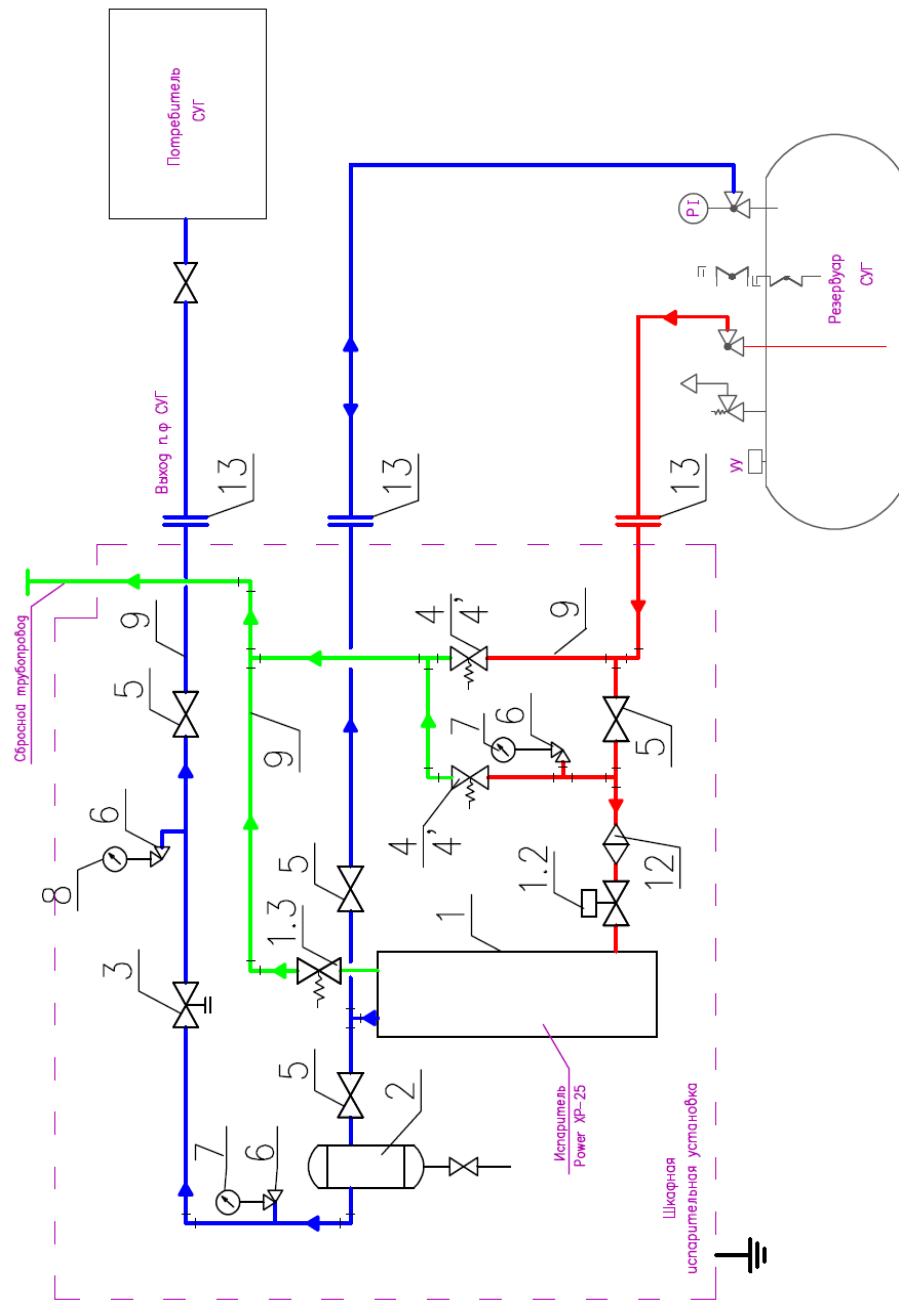 Потребитель
СУГ
Выход п.ф СУГ
Сбросной трубопровод
13
13
13
9
5
6
8
3
7
6
9
4,
4'
9
7
6
4,
4'
5
5
1.3
1
1.2
12
5
2
Испаритель
Power XP-25
Шкафная
испарительная установка
PI
Резервуар
СУГ
УУ